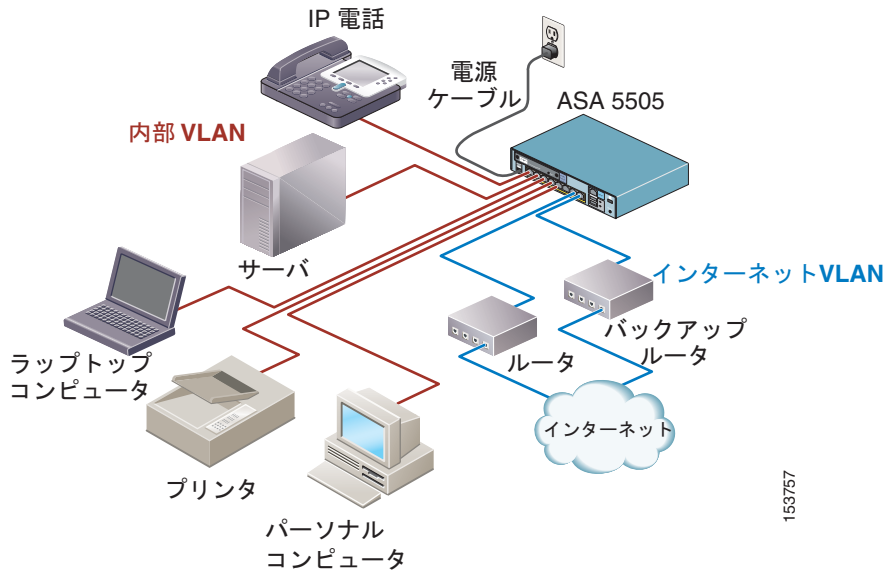 IP 電話
電源
ケーブル
ASA 5505
内部 VLAN
サーバ
インターネットVLAN
バックアップ
ルータ
ルータ
ラップトップ
コンピュータ
インターネット
プリンタ
パーソナル
コンピュータ
153757